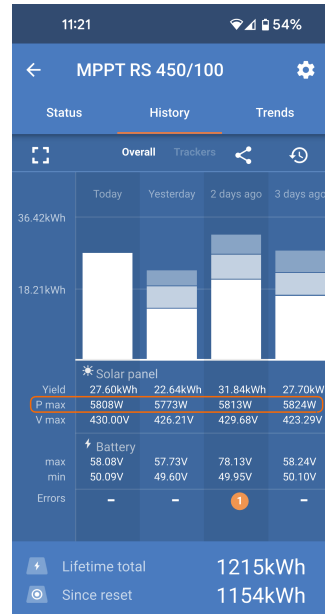 11:21 54%
MPPT RS 450/100
Status History Trends
Overall Trackers
Today Yesterday 2 days ago 3 days ago
36.42kWh
18.21kWh
Solar panel
Yield 27.60kWh 22.64kWh 31.84kWh 27.70kW
P max 5808W 5773W 5813W 5824W
V max 430.00V 426.21V 429.68V 423.29V
Battery
max 58.08V 57.73V 78.13V 58.24V
min 50.09V 49.60V 49.95V 50.10V
Errors – – 1 –
Lifetime total 1215kWh
Since reset 1154kWh